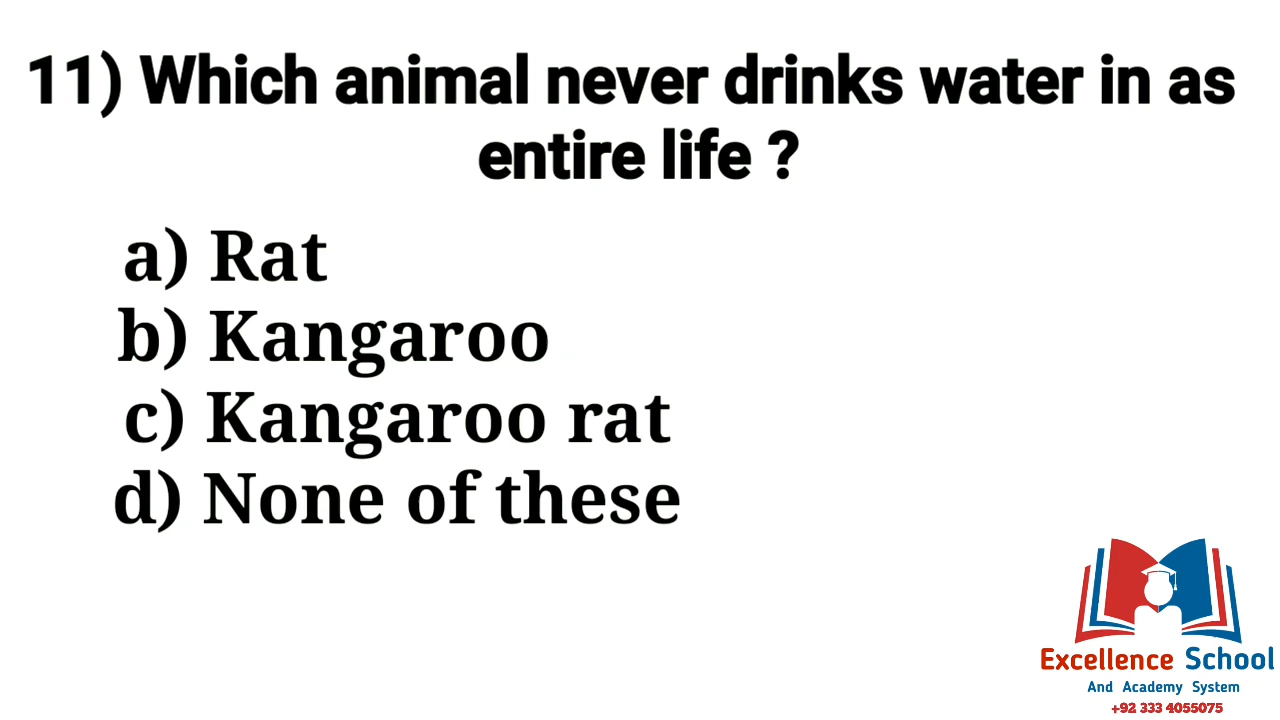 11) Which animal never drinks water in as
entire life ?
a) Rat
b) Kangaroo
c) Kangaroo rat
d) None of these
Excellence School
And Academy System
+92 333 4055075